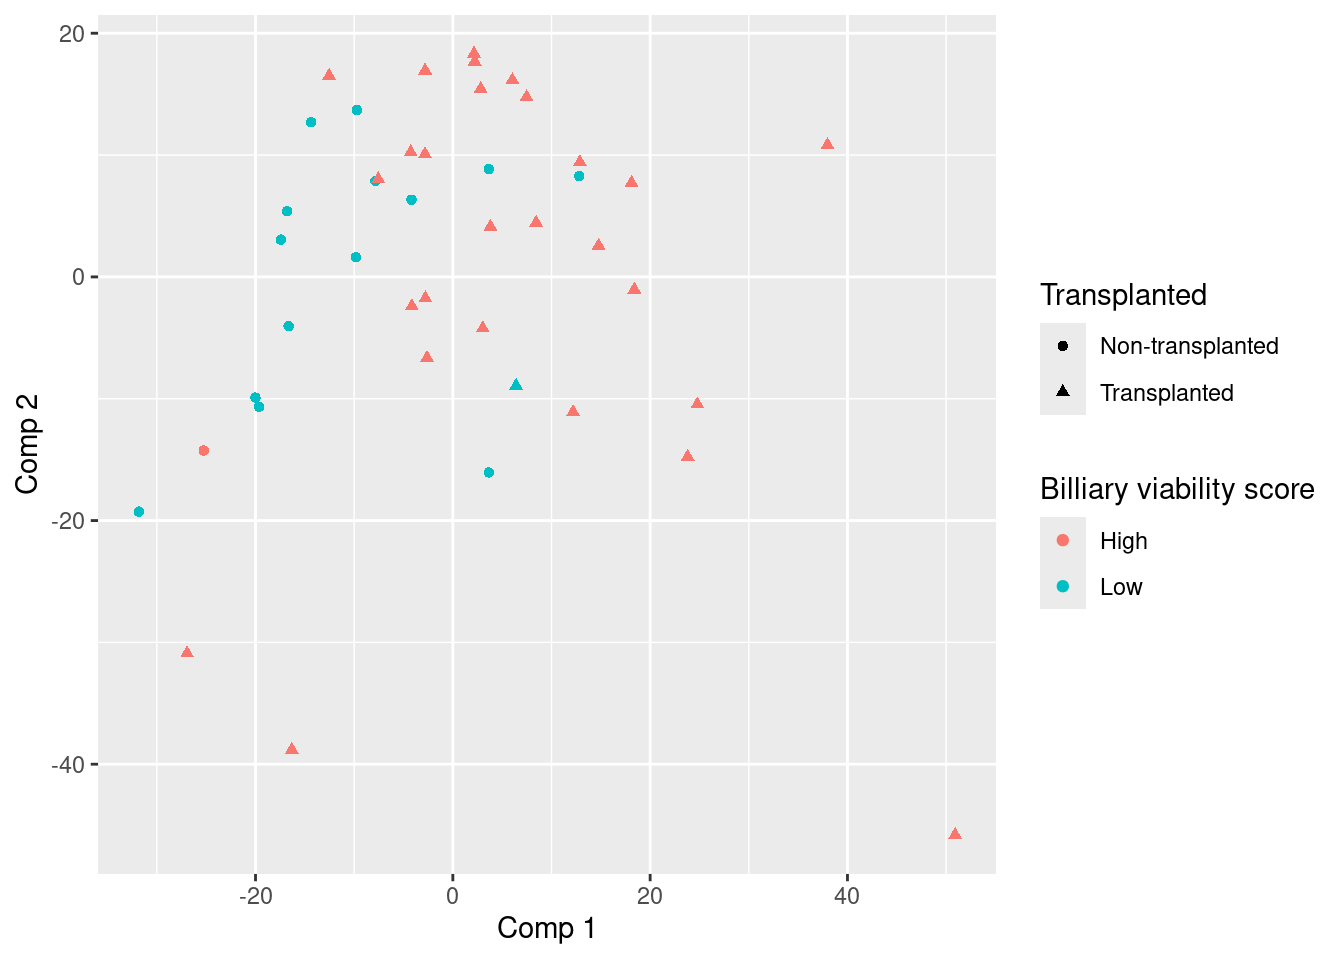 20
0
-20
-40
Comp 2
-20
0
20
40
Comp 1
Transplanted
Non-transplanted
Transplanted
Billiary viability score
High
Low